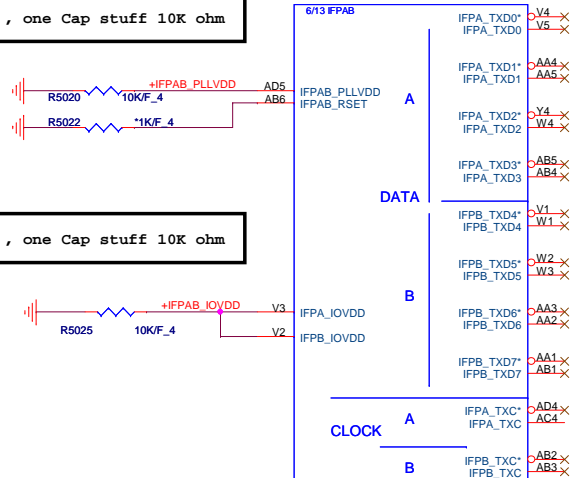 , one Cap stuff 10K ohm
6/13 IFPAB
+IFPAB_PLLVDD
R5020
10K/F_4
AD5
IFPAB_PLLVDD
AB6
IFPAB_RSET
R5022
*1K/F_4
A
IFPA_TXD0*
V4
IFPA_TXD0
V5
IFPA_TXD1*
AA4
IFPA_TXD1
AA5
IFPA_TXD2*
Y4
IFPA_TXD2
W4
IFPA_TXD3*
AB5
IFPA_TXD3
AB4
DATA
IFPB_TXD4*
V1
IFPB_TXD4
W1
, one Cap stuff 10K ohm
IFPB_TXD5*
W2
IFPB_TXD5
W3
B
+IFPAB_IOVDD
R5025
10K/F_4
V3
IFPA_IOVDD
V2
IFPB_IOVDD
IFPB_TXD6*
AA3
IFPB_TXD6
AA2
IFPB_TXD7*
AA1
IFPB_TXD7
AB1
CLOCK
A
IFPA_TXC*
AD4
IFPA_TXC
AC4
B
IFPB_TXC*
AB2
IFPB_TXC
AB3